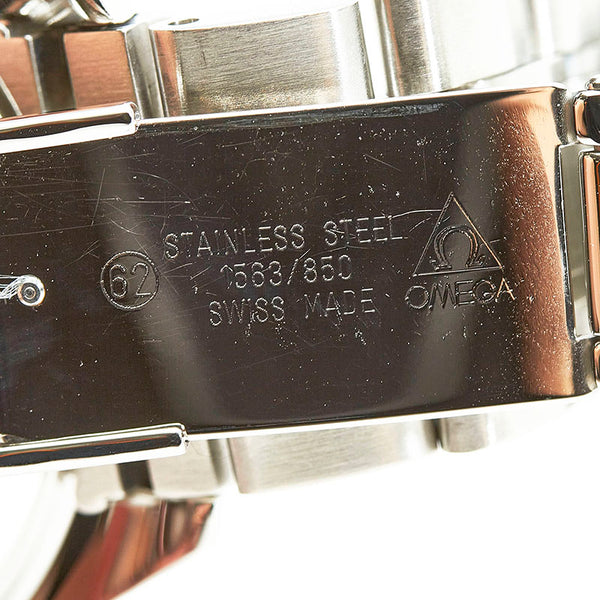 STAINLESS STEEL
62
1563/850
SWISS MADE
Ω
OMEGA